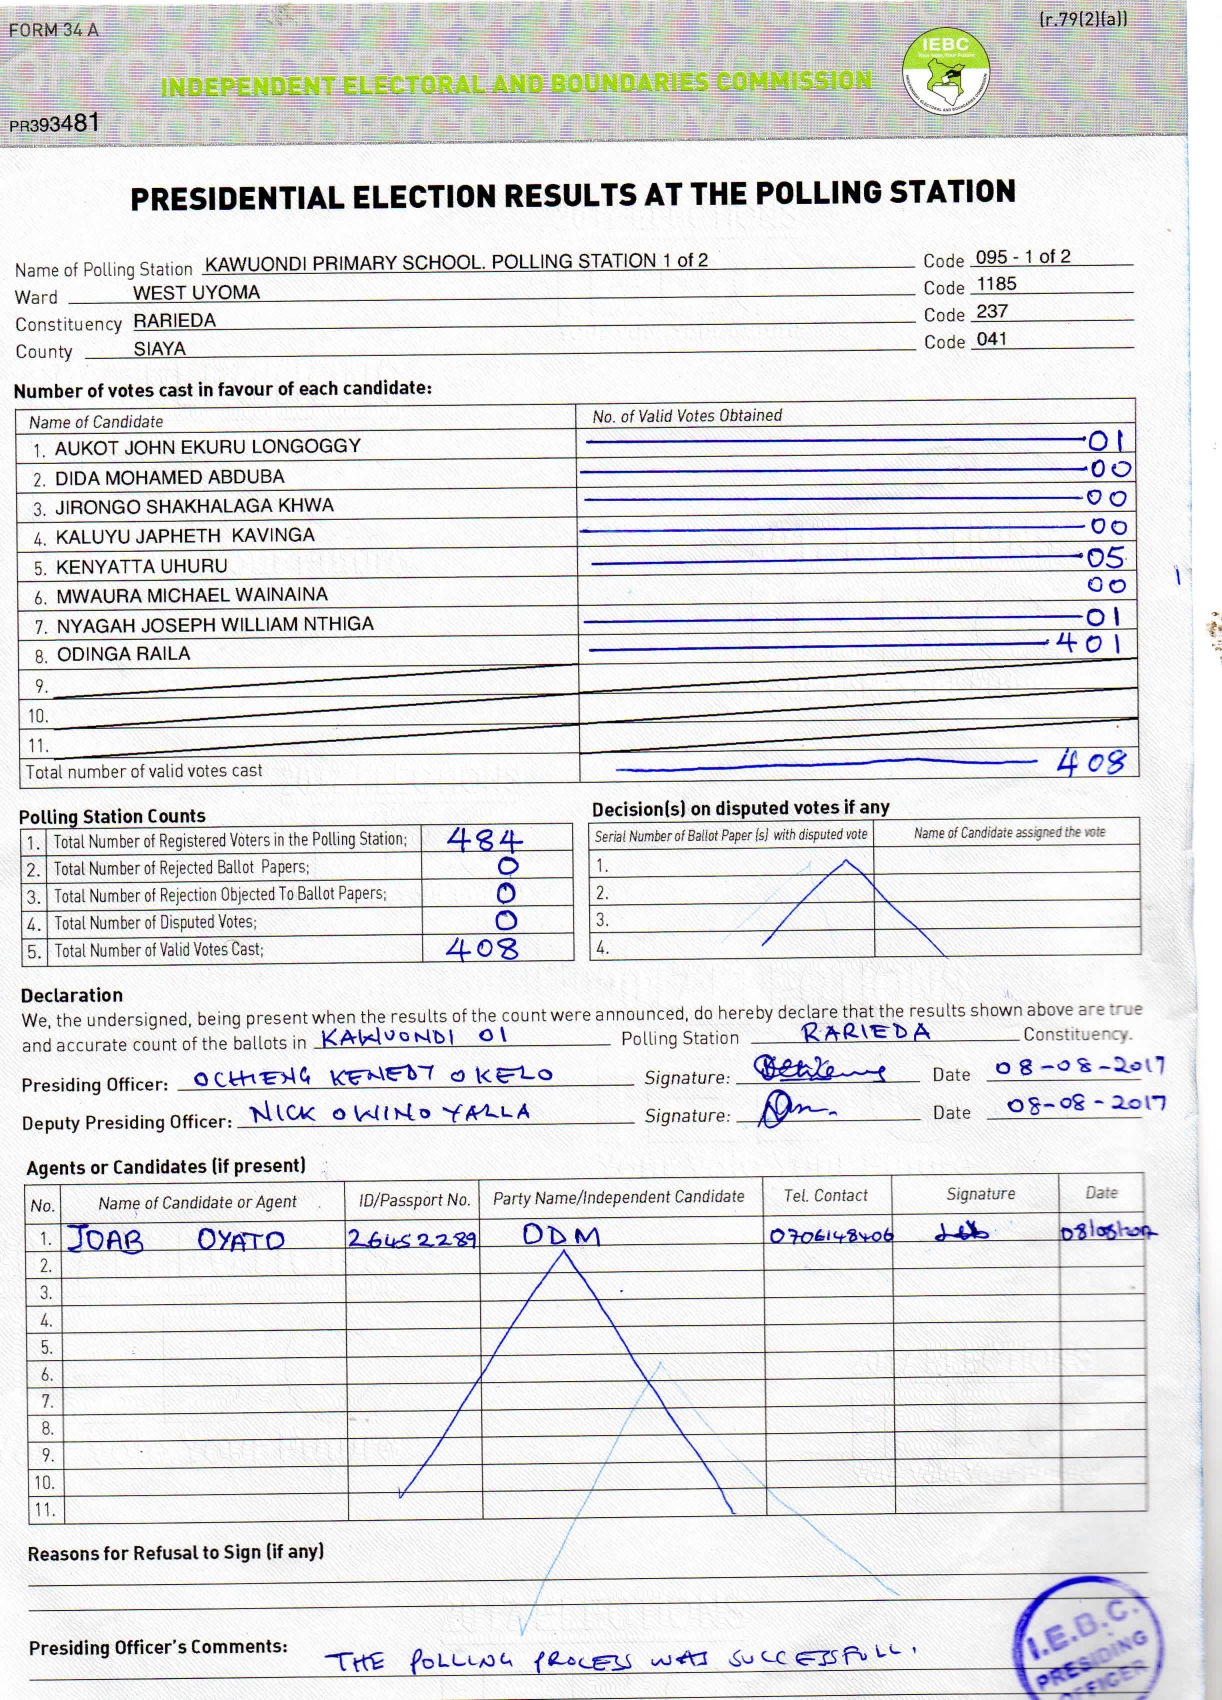 FORM 34 A
(r.79(2)(a))
IEBC
INDEPENDENT ELECTORAL AND BOUNDARIES COMMISSION
PR393481
PRESIDENTIAL ELECTION RESULTS AT THE POLLING STATION
Name of Polling Station KAWUONDI PRIMARY SCHOOL. POLLING STATION 1 of 2 Code 095 - 1 of 2
Ward WEST UYOMA Code 1185
Constituency RARIEDA Code 237
County SIAYA Code 041
Number of votes cast in favour of each candidate:
Name of Candidate No. of Valid Votes Obtained
1. AUKOT JOHN EKURU LONGOGGY 01
2. DIDA MOHAMED ABDUBA 00
3. JIRONGO SHAKHALAGA KHWA 00
4. KALUYU JAPHETH KAVINGA 00
5. KENYATTA UHURU 05
6. MWAURA MICHAEL WAINAINA 00
7. NYAGAH JOSEPH WILLIAM NTHIGA 01
8. ODINGA RAILA 401
9.
10.
11.
Total number of valid votes cast 408
Polling Station Counts
1. Total Number of Registered Voters in the Polling Station; 484
2. Total Number of Rejected Ballot Papers; 0
3. Total Number of Rejection Objected To Ballot Papers; 0
4. Total Number of Disputed Votes; 0
5. Total Number of Valid Votes Cast; 408
Decision(s) on disputed votes if any
Serial Number of Ballot Paper (s) with disputed vote Name of Candidate assigned the vote
1.
2.
3.
4.
Declaration
We, the undersigned, being present when the results of the count were announced, do hereby declare that the results shown above are true
and accurate count of the ballots in KAWUONDI 01 Polling Station RARIEDA Constituency.
Presiding Officer: OCHIENG KENEDY OKELO Signature: Date 08-08-2017
Deputy Presiding Officer: NICK OWINO YALLA Signature: Date 08-08-2017
Agents or Candidates (if present)
No. Name of Candidate or Agent ID/Passport No. Party Name/Independent Candidate Tel. Contact Signature Date
1. JOAB OYATO 26452289 ODM 0706148406 08/08/2017
2.
3.
4.
5.
6.
7.
8.
9.
10.
11.
Reasons for Refusal to Sign (if any)
Presiding Officer's Comments: THE POLLING PROCESS WAS SUCCESSFULL.
I.E.B.C.
PRESIDING
OFFICER